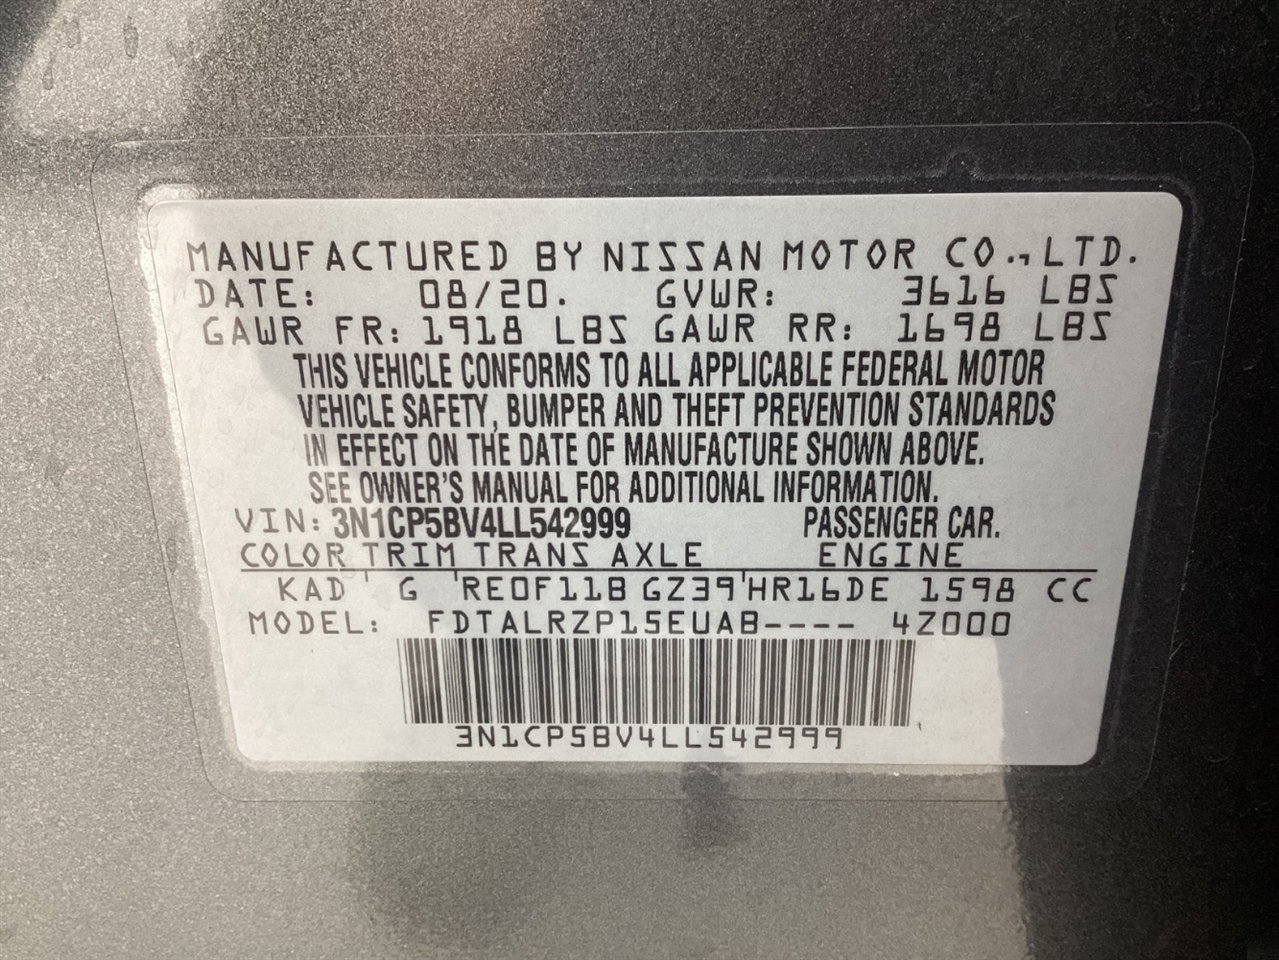 MANUFACTURED BY NISSAN MOTOR CO., LTD.
DATE: 08/20. GVWR: 3616 LBS
GAWR FR: 1918 LBS GAWR RR: 1698 LBS
THIS VEHICLE CONFORMS TO ALL APPLICABLE FEDERAL MOTOR
VEHICLE SAFETY, BUMPER AND THEFT PREVENTION STANDARDS
IN EFFECT ON THE DATE OF MANUFACTURE SHOWN ABOVE.
SEE OWNER'S MANUAL FOR ADDITIONAL INFORMATION.
VIN: 3N1CP5BV4LL542999 PASSENGER CAR.
COLOR TRIM TRANS AXLE ENGINE
KAD ' G 'RE0F11B GZ39'HR16DE 1598 CC
MODEL: FDTALRZP15EUAB---- 4Z000
3N1CP5BV4LL542999